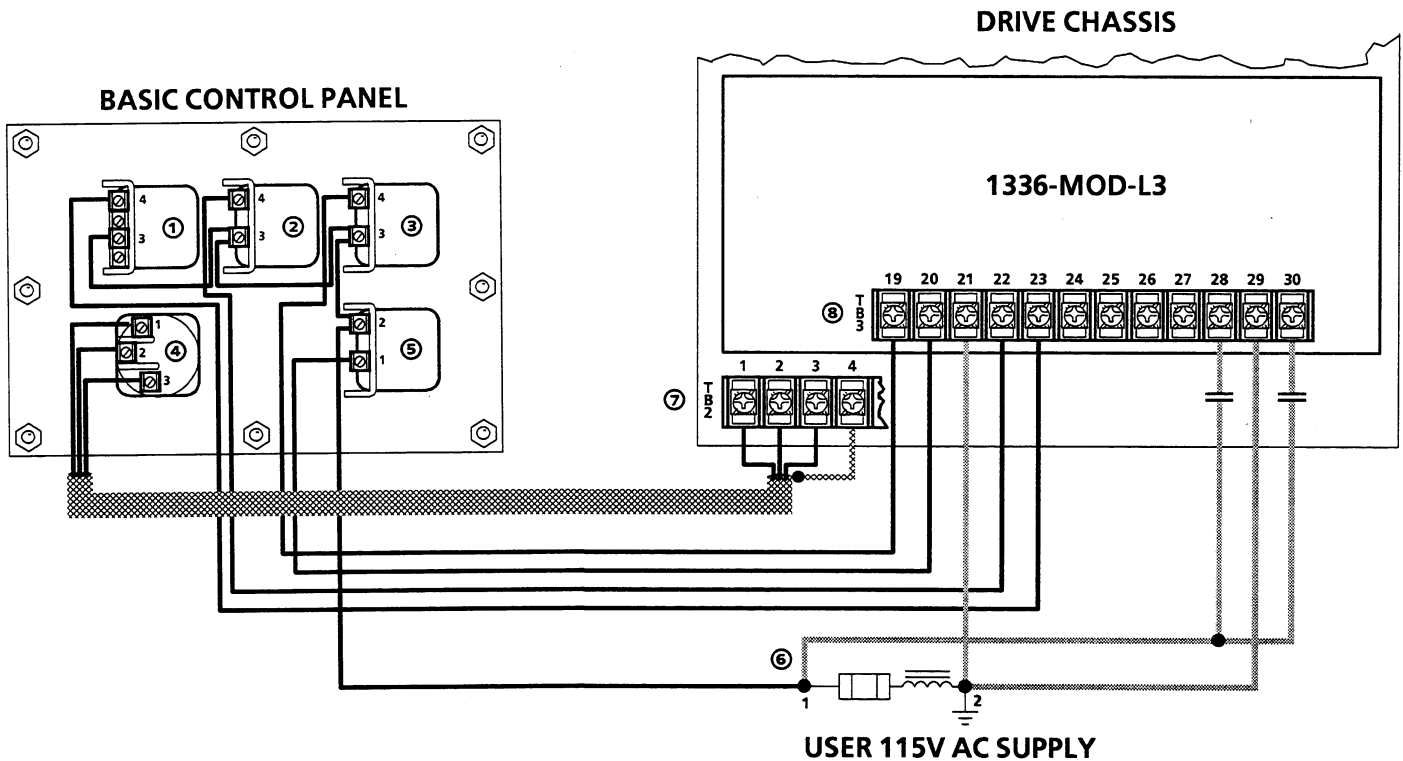 DRIVE CHASSIS
BASIC CONTROL PANEL
1336-MOD-L3
4
3
①
4
3
②
4
3
③
1
2
3
④
2
1
⑤
19 20 21 22 23 24 25 26 27 28 29 30
⑧
TB3
1 2 3 4
⑦
TB2
⑥
1
2
USER 115V AC SUPPLY